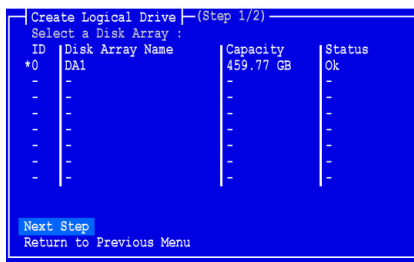 Create Logical Drive (Step 1/2)
Select a Disk Array :
ID Disk Array Name Capacity Status
*0 DA1 459.77 GB Ok
- - - -
- - - -
- - - -
- - - -
- - - -
- - - -
- - - -
Next Step
Return to Previous Menu